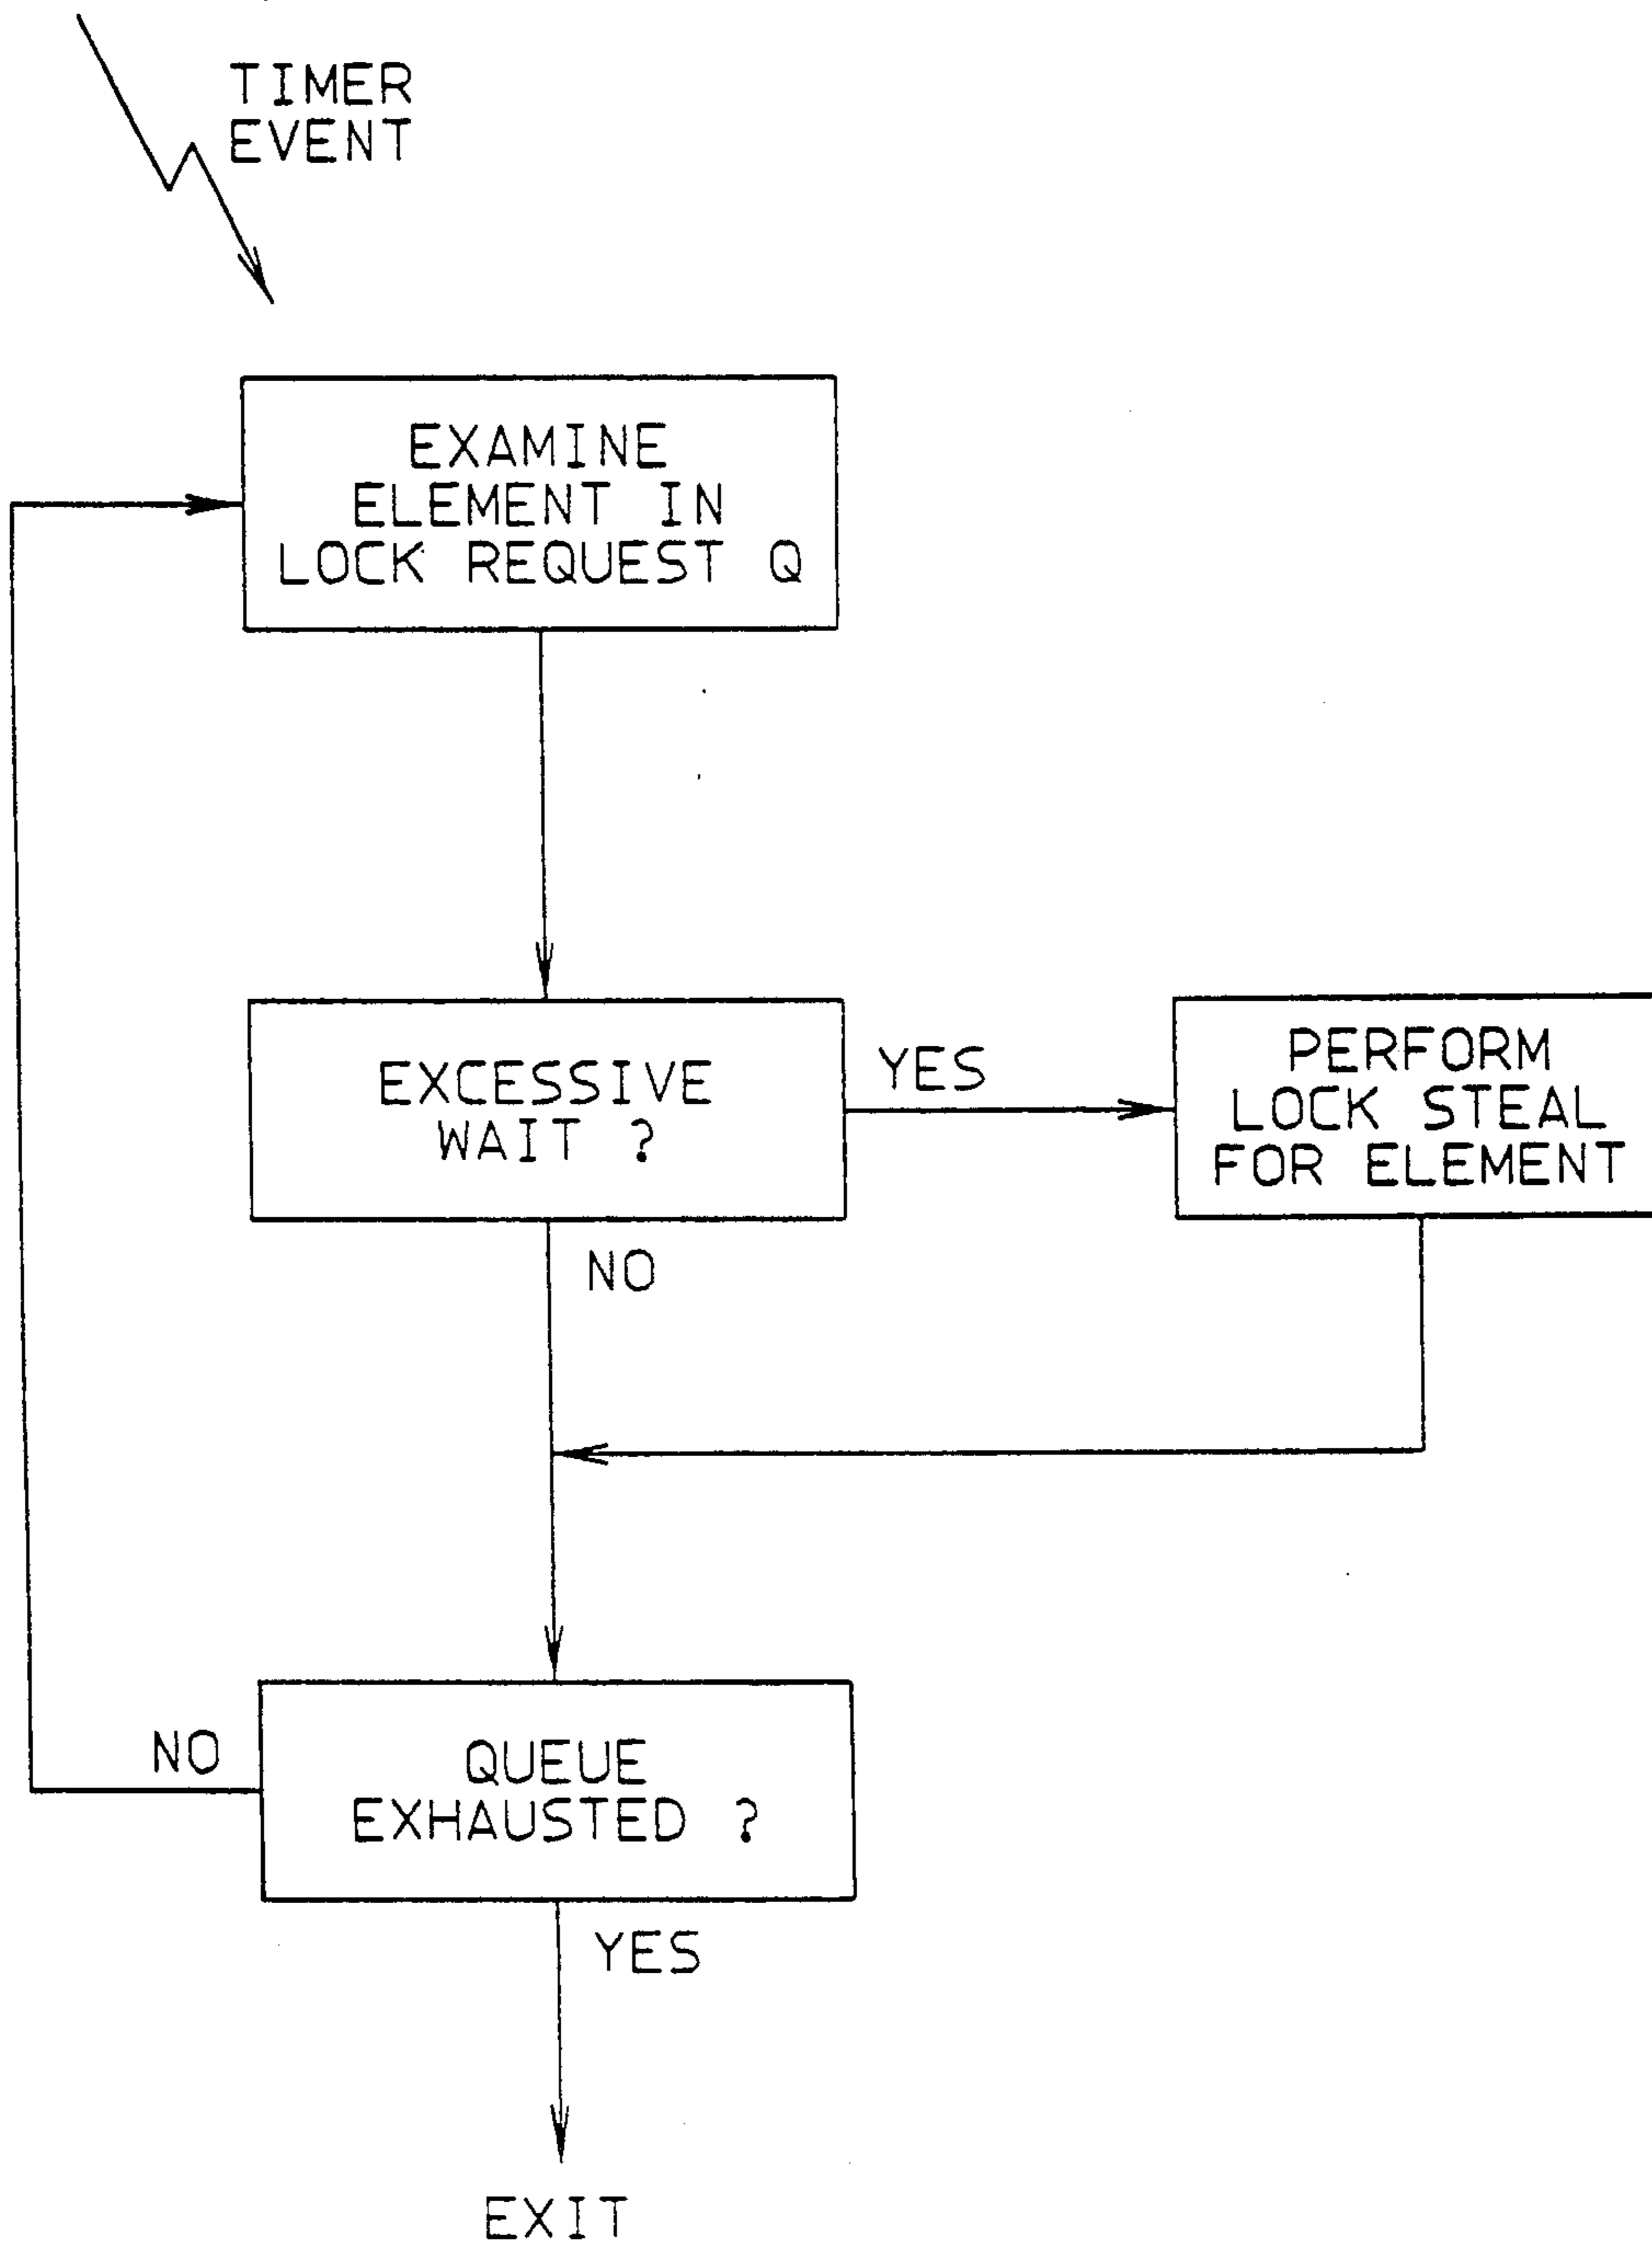 TIMER
EVENT
EXAMINE
ELEMENT IN
LOCK REQUEST Q
EXCESSIVE
WAIT ?
YES
PERFORM
LOCK STEAL
FOR ELEMENT
NO
NO
QUEUE
EXHAUSTED ?
YES
EXIT